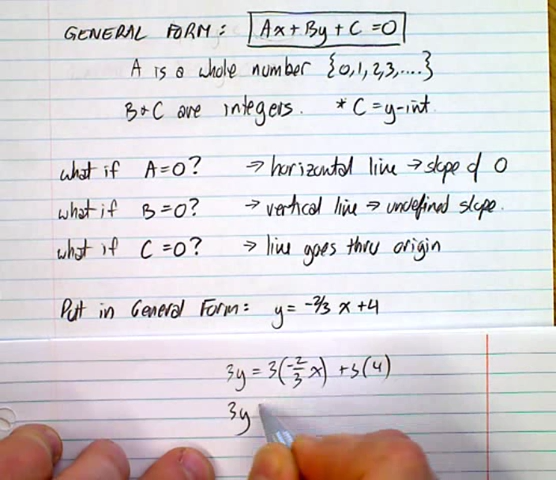 GENERAL FORM: Ax + By + C = 0
A is a whole number {0,1,2,3,....}
B & C are integers. * C = y-int.
what if A=0? → horizontal line → slope of 0
what if B=0? → vertical line → undefined slope.
what if C=0? → line goes thru origin
Put in General Form: y = -2/3 x + 4
3y = 3(-2/3 x) + 3(4)
3y